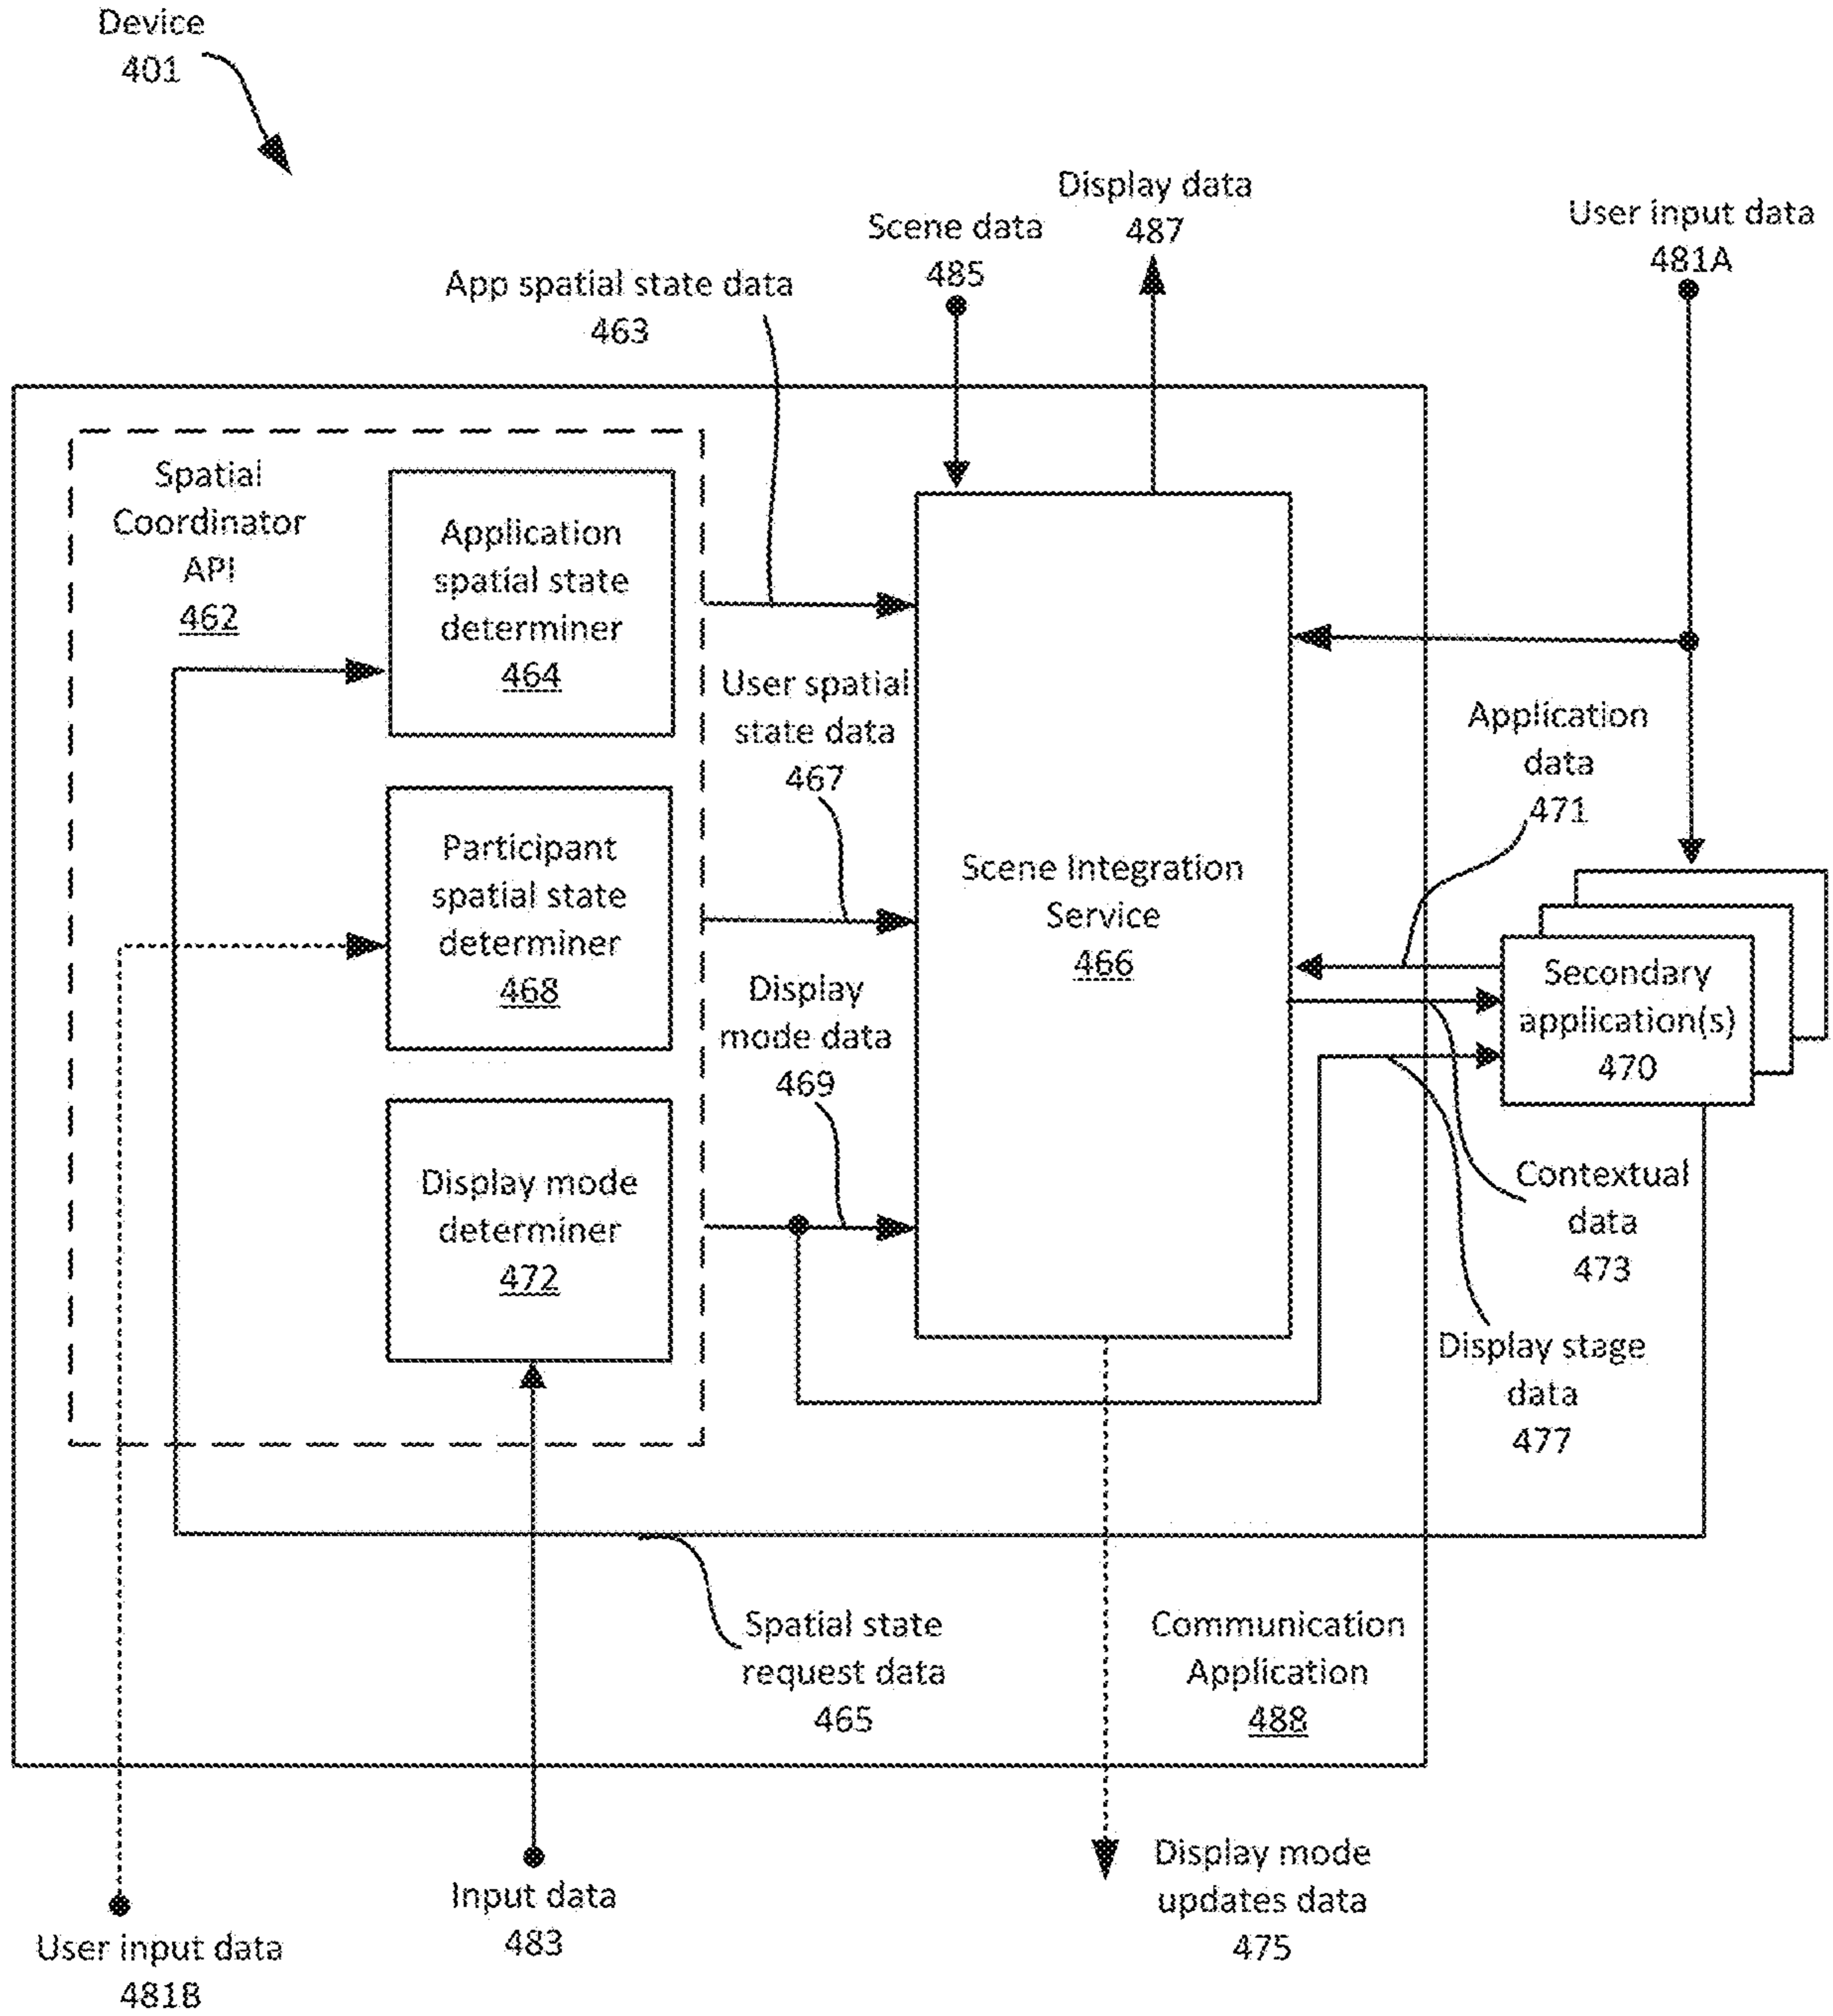 Device
401
Display data
487
Scene data
485
User input data
481A
App spatial state data
463
Spatial
Coordinator
API
462
Application
spatial state
determiner
464
User spatial
state data
467
Application
data
471
Participant
spatial state
determiner
468
Scene Integration
Service
466
Display
mode data
469
Secondary
application(s)
470
Display mode
determiner
472
Contextual
data
473
Display stage
data
477
Spatial state
request data
465
Communication
Application
488
Input data
483
Display mode
updates data
475
User input data
481B